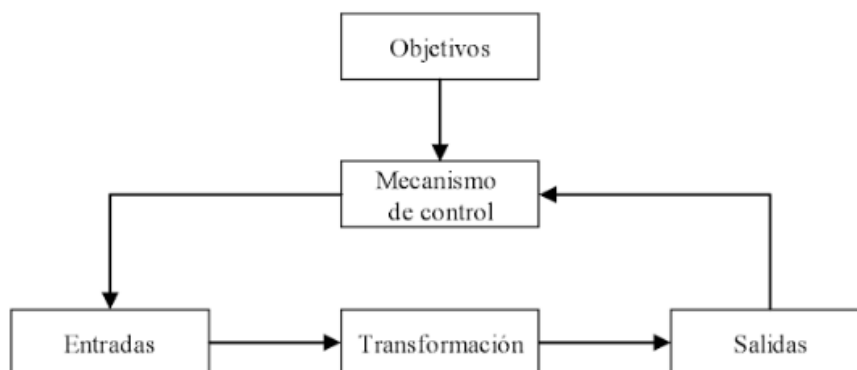 Objetivos
Mecanismo
de control
Entradas
Transformación
Salidas